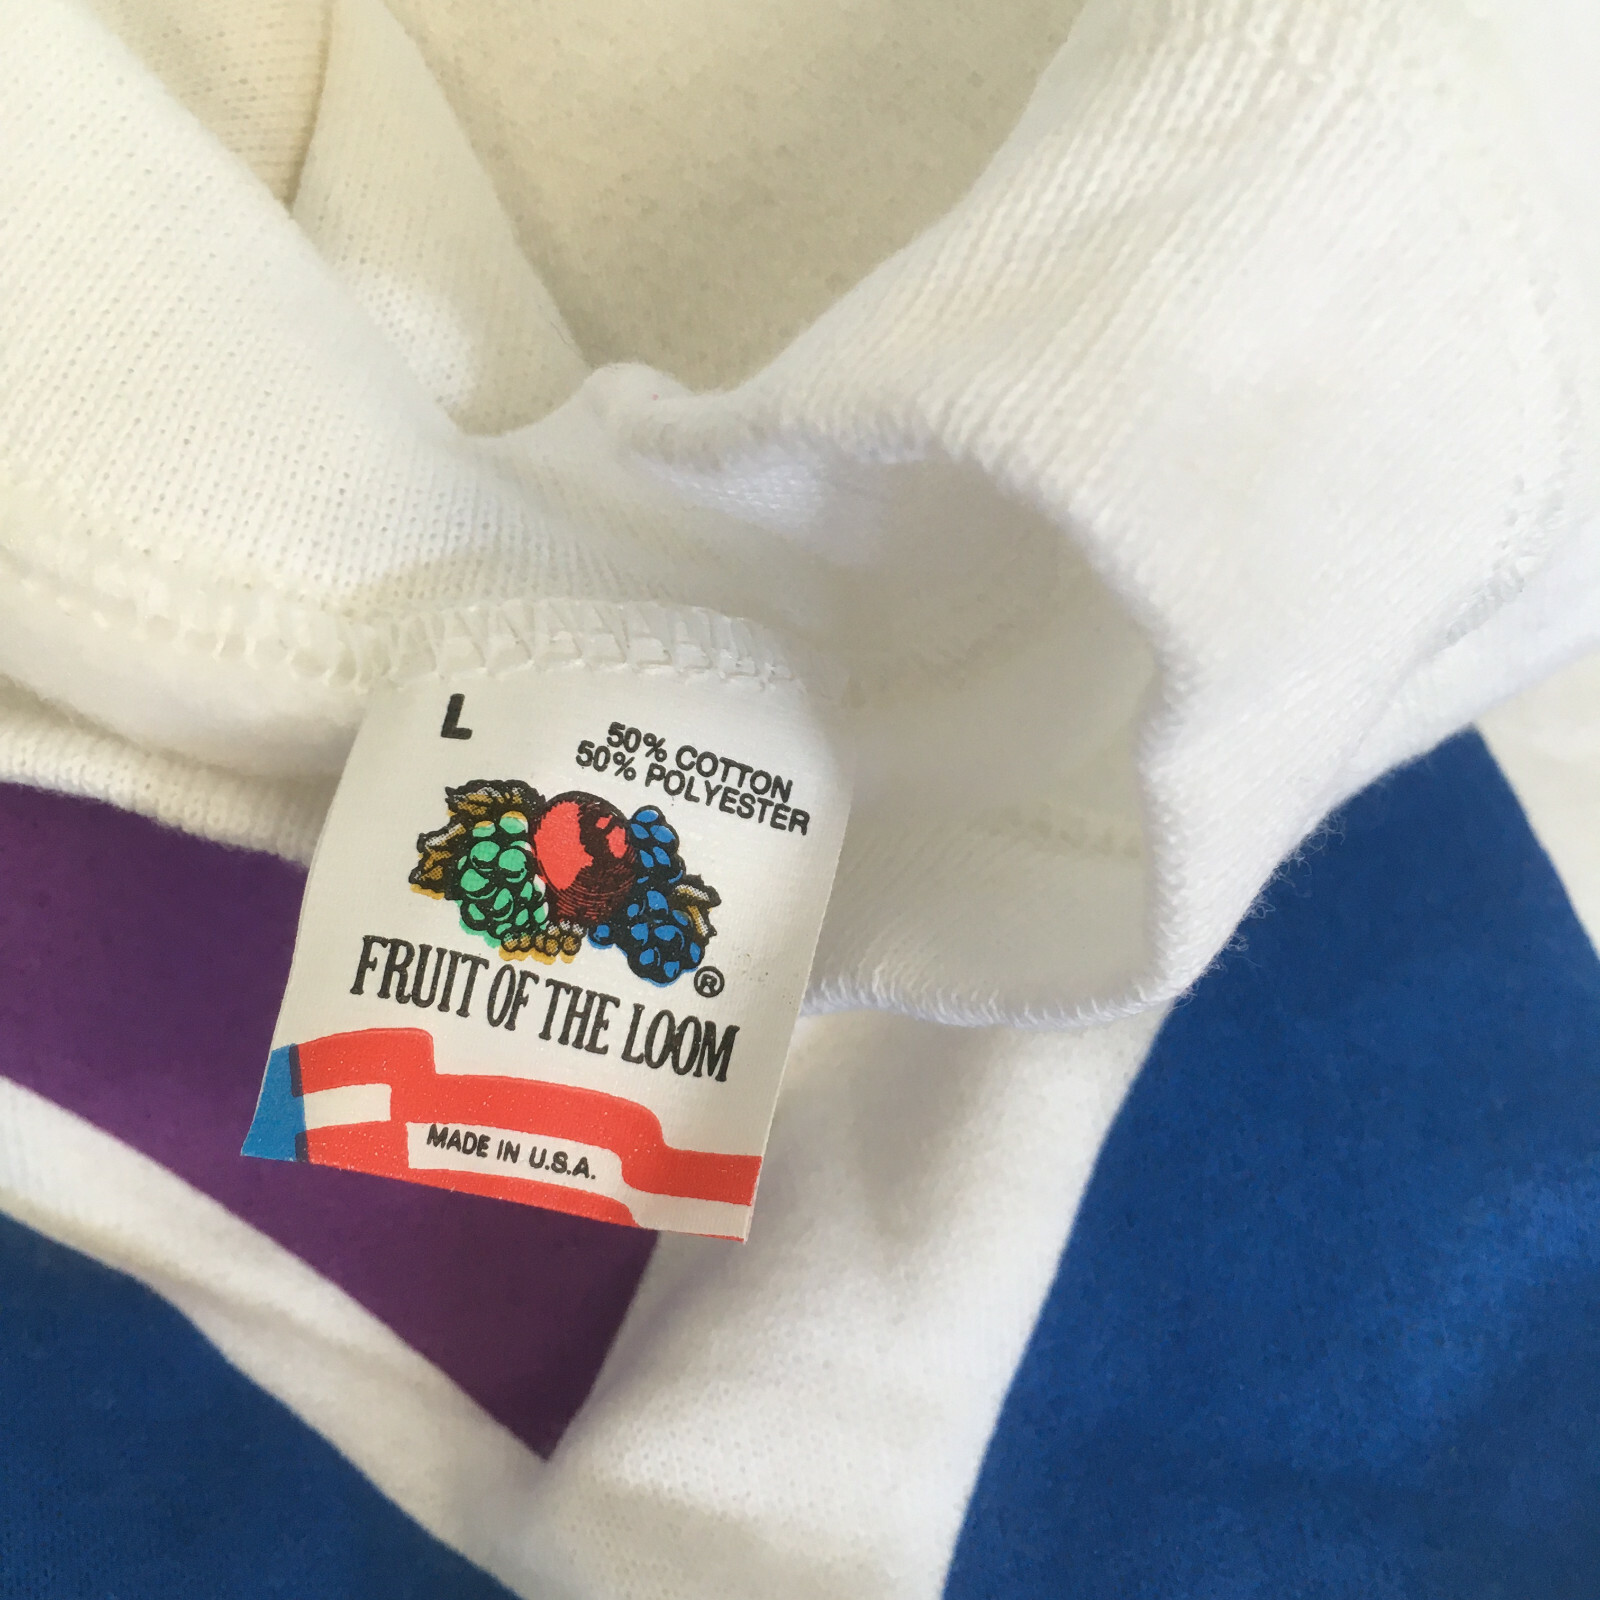 L
50% COTTON
50% POLYESTER
®
FRUIT OF THE LOOM
MADE IN U.S.A.